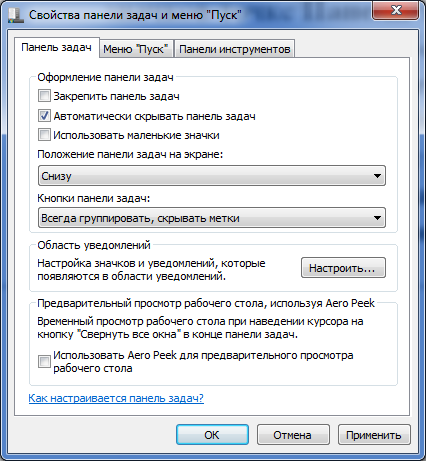 Свойства панели задач и меню "Пуск"
Панель задач
Меню "Пуск"
Панели инструментов
Оформление панели задач
Закрепить панель задач
Автоматически скрывать панель задач
Использовать маленькие значки
Положение панели задач на экране:
Снизу
Кнопки панели задач:
Всегда группировать, скрывать метки
Область уведомлений
Настройка значков и уведомлений, которые
появляются в области уведомлений.
Настроить...
Предварительный просмотр рабочего стола, используя Aero Peek
Временный просмотр рабочего стола при наведении курсора на
кнопку "Свернуть все окна" в конце панели задач.
Использовать Aero Peek для предварительного просмотра
рабочего стола
Как настраивается панель задач?
ОК
Отмена
Применить